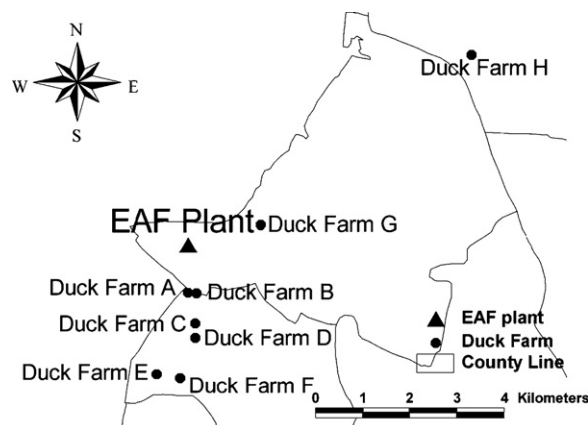 N
W E
S
Duck Farm H
EAF Plant
Duck Farm G
Duck Farm A
Duck Farm B
Duck Farm C
Duck Farm D
Duck Farm E
Duck Farm F
EAF plant
Duck Farm
County Line
0 1 2 3 4 Kilometers